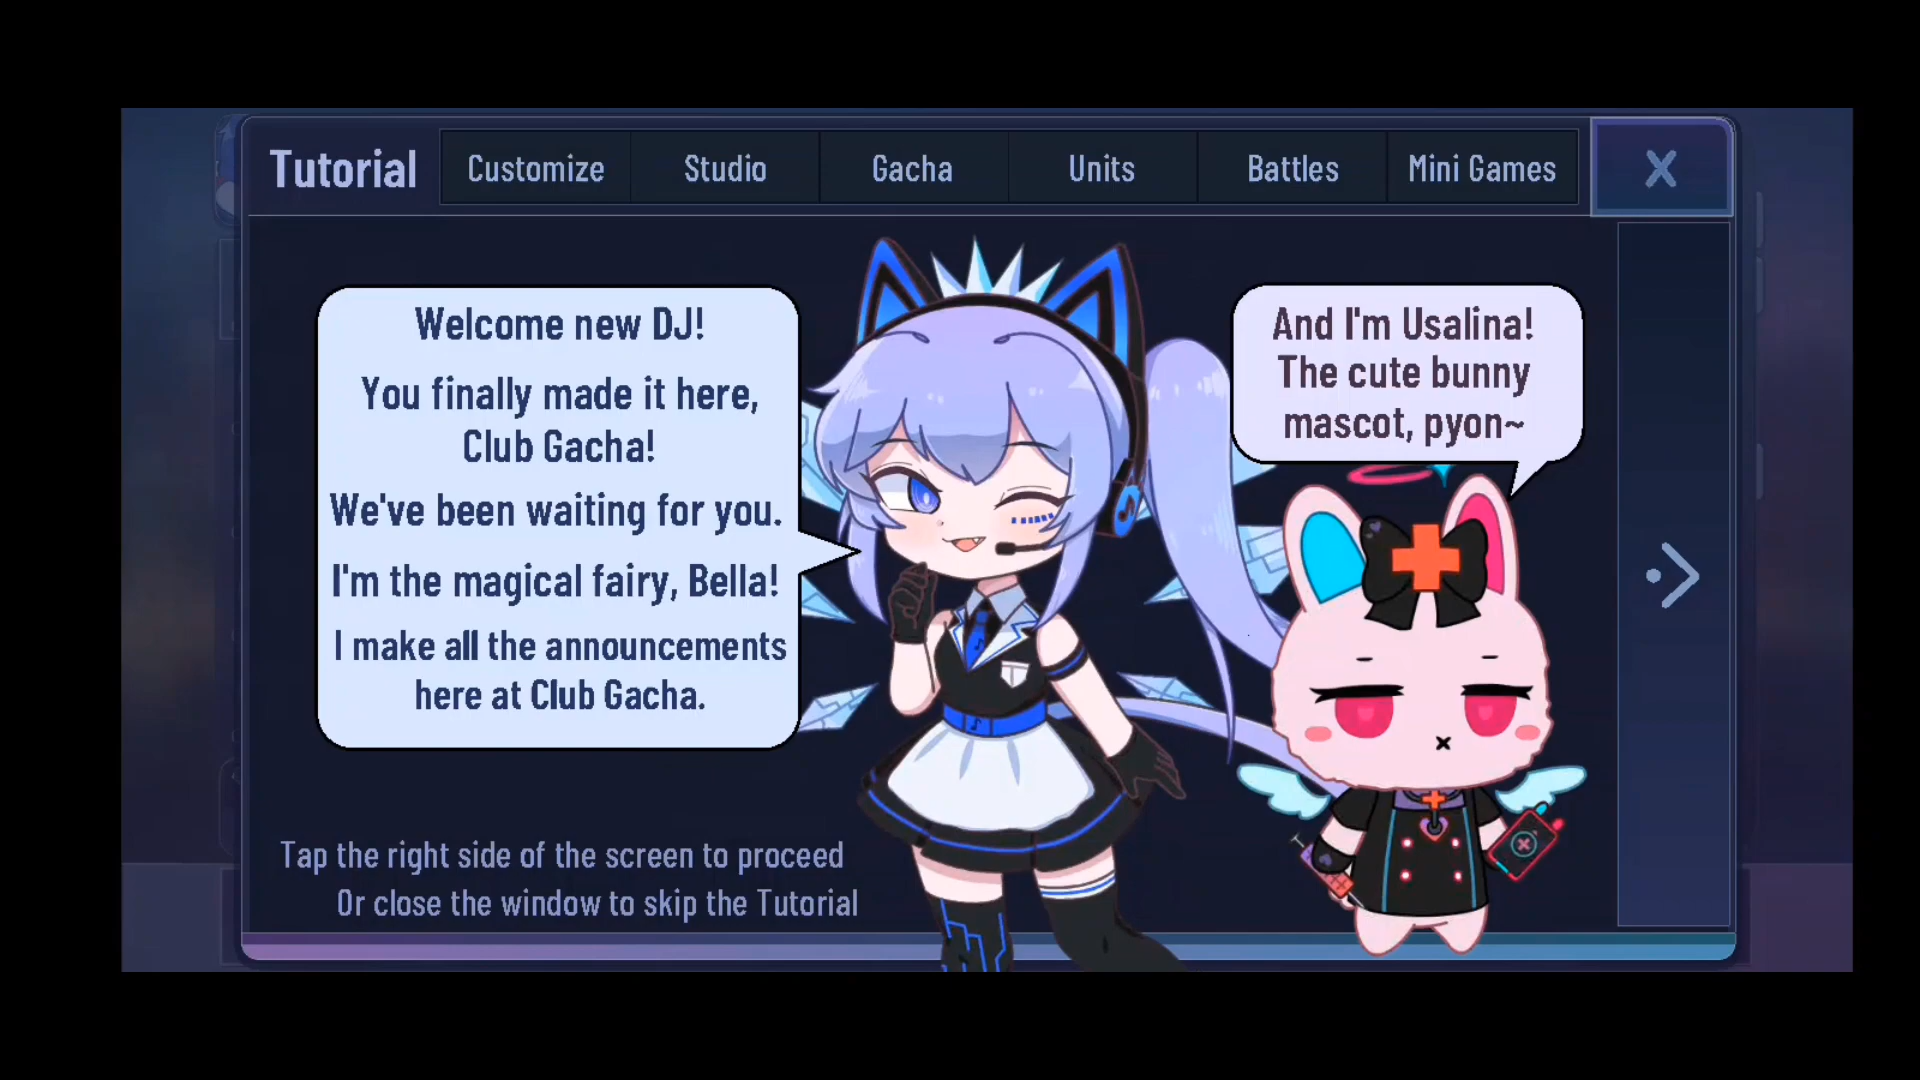 Tutorial
Customize
Studio
Gacha
Units
Battles
Mini Games
X
Welcome new DJ!
You finally made it here,
Club Gacha!
We've been waiting for you.
I'm the magical fairy, Bella!
I make all the announcements
here at Club Gacha.
And I'm Usalina!
The cute bunny
mascot, pyon~
Tap the right side of the screen to proceed
Or close the window to skip the Tutorial